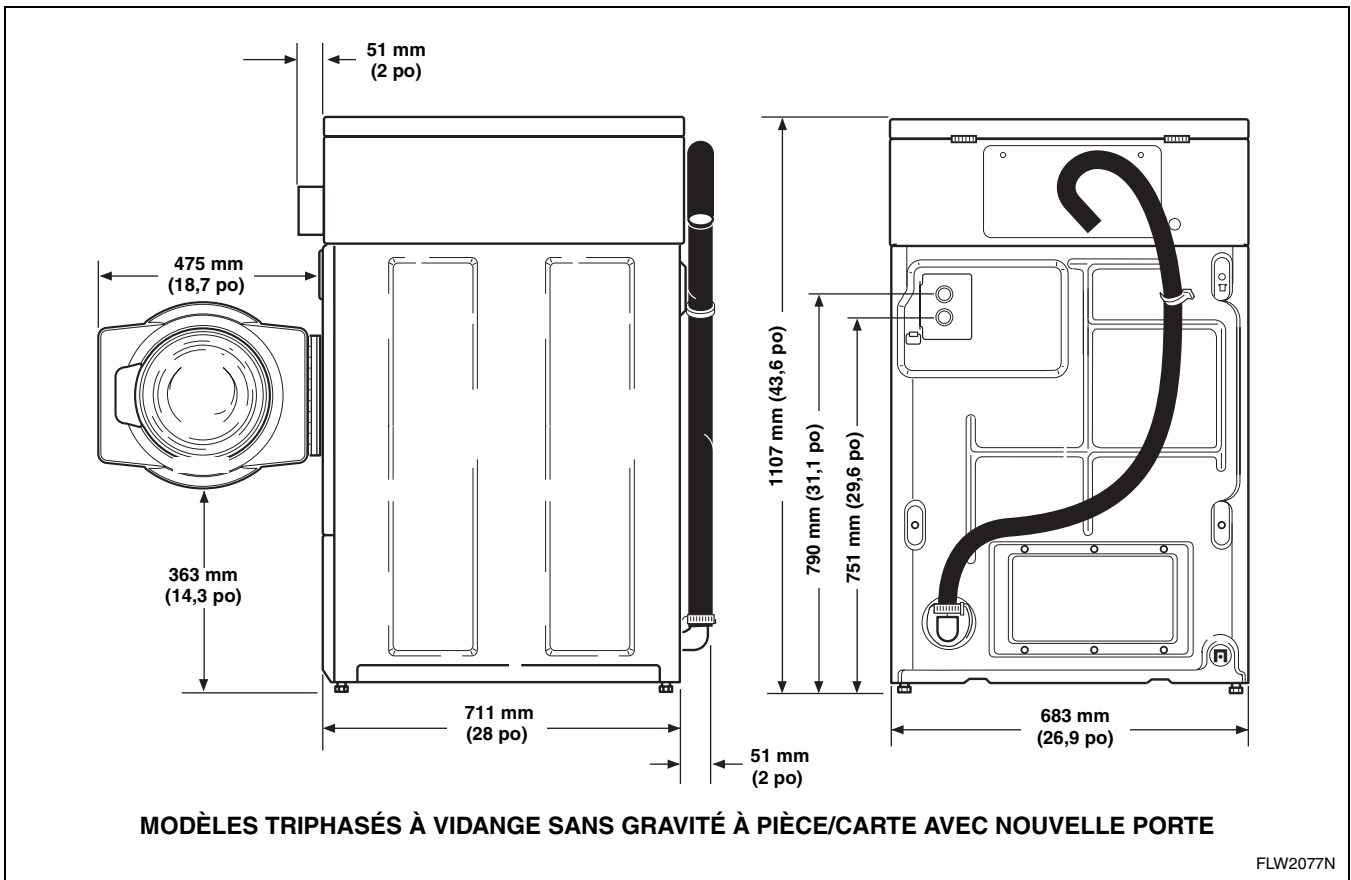 51 mm
(2 po)
475 mm
(18,7 po)
363 mm
(14,3 po)
711 mm
(28 po)
51 mm
(2 po)
1107 mm (43,6 po)
790 mm (31,1 po)
751 mm (29,6 po)
683 mm
(26,9 po)
MODÈLES TRIPHASÉS À VIDANGE SANS GRAVITÉ À PIÈCE/CARTE AVEC NOUVELLE PORTE
FLW2077N